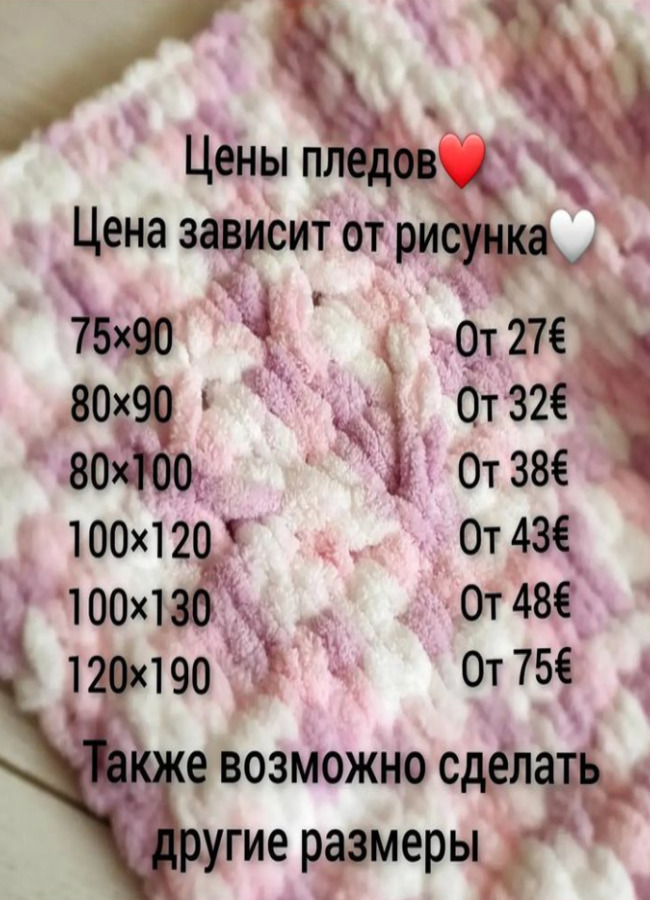 Цены пледов❤️
Цена зависит от рисунка🤍
75×90 От 27€
80×90 От 32€
80×100 От 38€
100×120 От 43€
100×130 От 48€
120×190 От 75€
Также возможно сделать
другие размеры